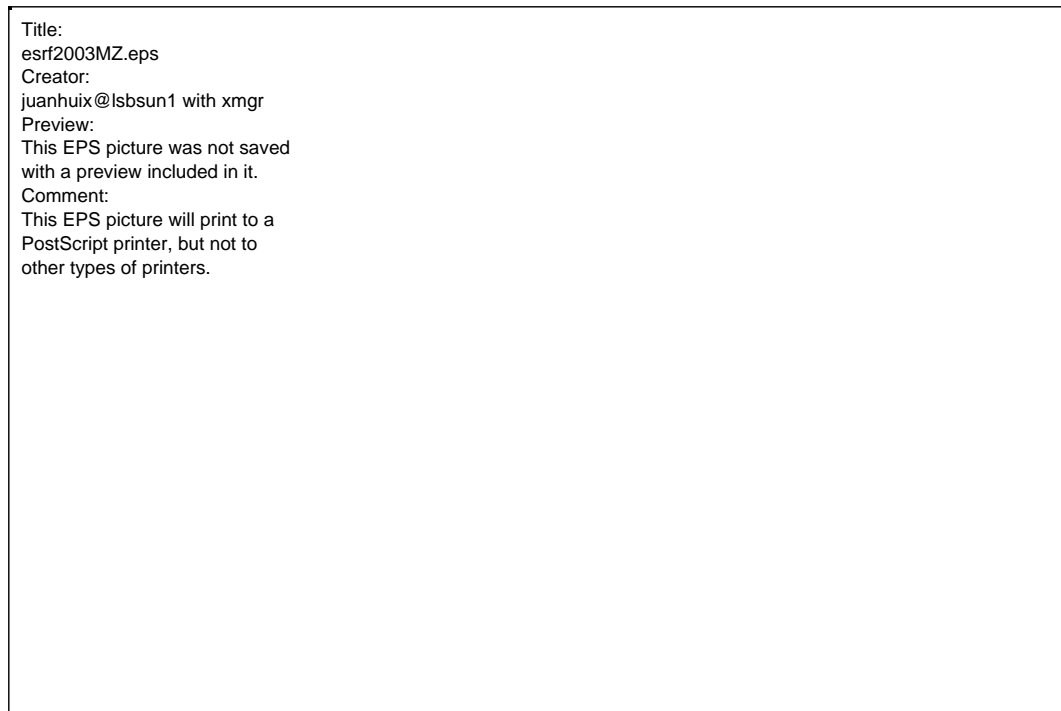 Title:
esrf2003MZ.eps
Creator:
juanhuix@lsbsun1 with xmgr
Preview:
This EPS picture was not saved
with a preview included in it.
Comment:
This EPS picture will print to a
PostScript printer, but not to
other types of printers.